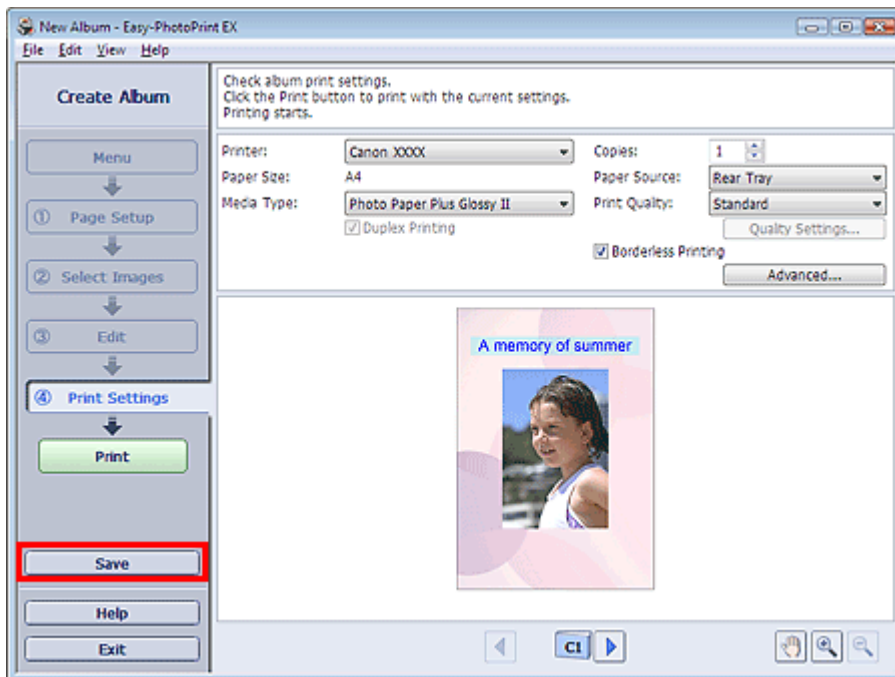 New Album - Easy-PhotoPrint EX
File Edit View Help
Create Album
Menu
① Page Setup
② Select Images
③ Edit
④ Print Settings
Print
Save
Help
Exit
Check album print settings.
Click the Print button to print with the current settings.
Printing starts.
Printer: Canon XXXX
Paper Size: A4
Media Type: Photo Paper Plus Glossy II
Duplex Printing
Copies: 1
Paper Source: Rear Tray
Print Quality: Standard
Quality Settings...
Borderless Printing
Advanced...
A memory of summer
C1